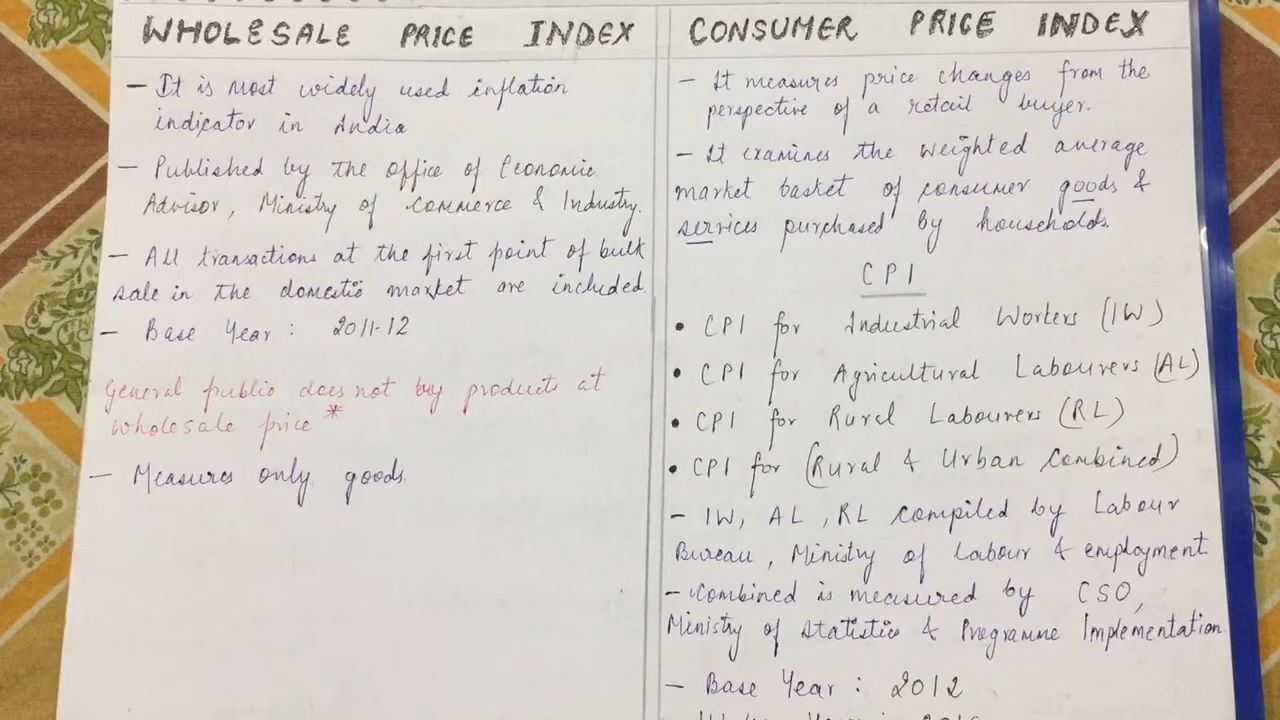 WHOLESALE PRICE INDEX
- It is most widely used inflation
indicator in India
- Published by the office of Economic
Advisor, Ministry of Commerce & Industry.
- All transactions at the first point of bulk
sale in the domestic market are included.
- Base Year : 2011-12
General public does not buy products at
wholesale price *
- Measures only goods.
CONSUMER PRICE INDEX
- It measures price changes from the
perspective of a retail buyer.
- It examines the weighted average
market basket of consumer goods &
services purchased by households.
CPI
• CPI for Industrial Workers (IW)
• CPI for Agricultural Labourers (AL)
• CPI for Rural Labourers (RL)
• CPI for (Rural & Urban Combined)
- IW, AL, RL compiled by Labour
Bureau, Ministry of Labour & employment.
- Combined is measured by CSO,
Ministry of Statistics & Programme Implementation.
- Base Year : 2012